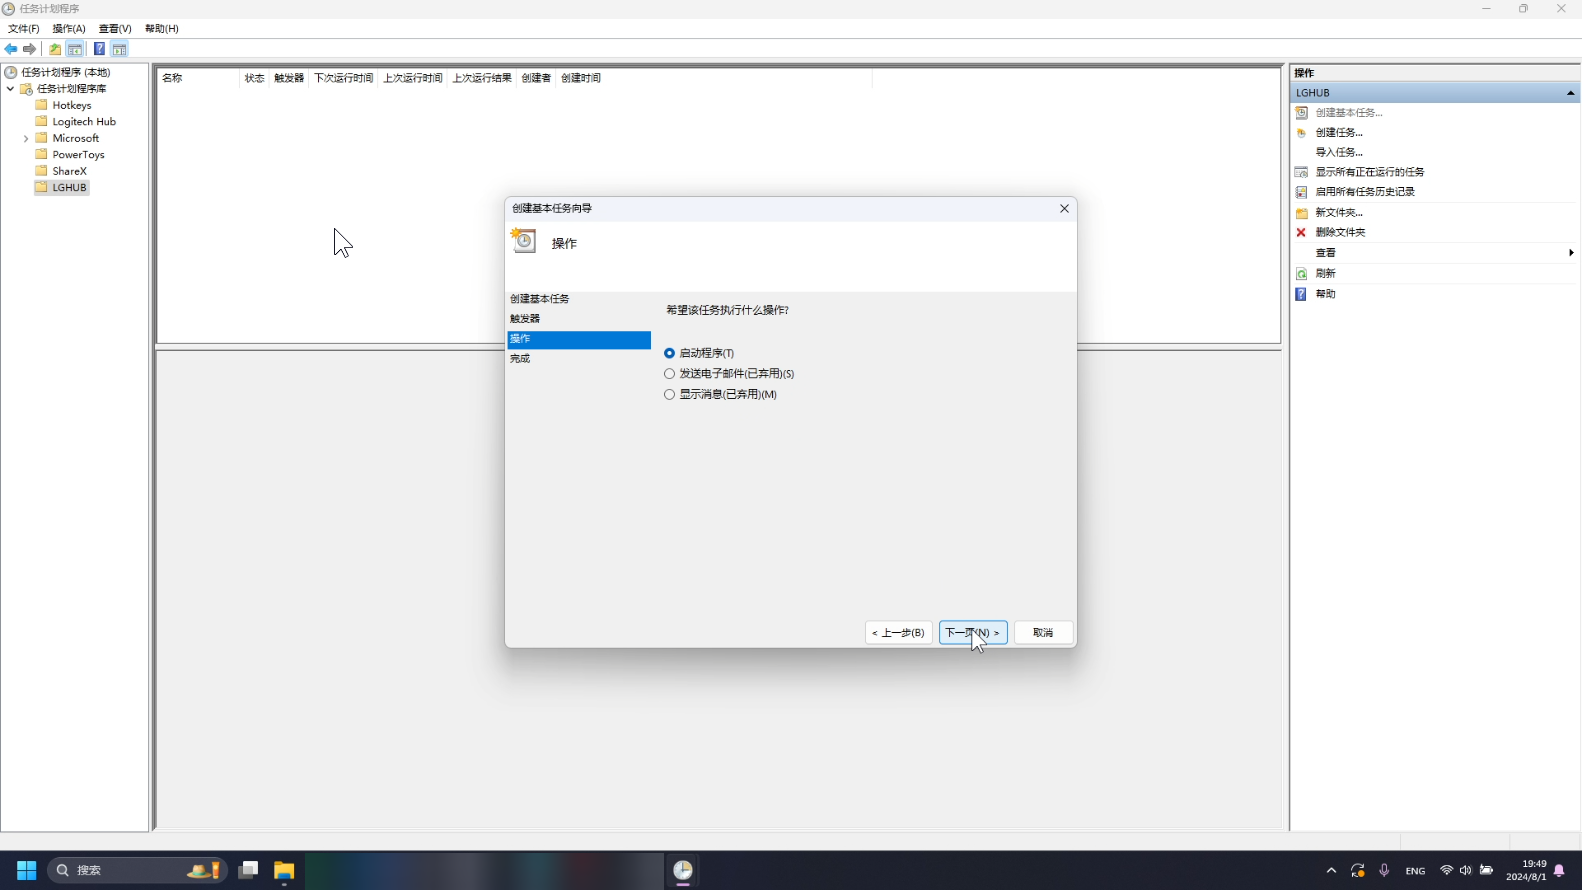 任务计划程序
文件(F) 操作(A) 查看(V) 帮助(H)
任务计划程序 (本地)
任务计划程序库
Hotkeys
Logitech Hub
Microsoft
PowerToys
ShareX
LGHUB
名称 状态 触发器 下次运行时间 上次运行时间 上次运行结果 创建者 创建时间
创建基本任务向导
操作
创建基本任务
触发器
操作
完成
希望该任务执行什么操作?
启动程序(T)
发送电子邮件(已弃用)(S)
显示消息(已弃用)(M)
< 上一步(B) 下一页(N) > 取消
操作
LGHUB
创建基本任务...
创建任务...
导入任务...
显示所有正在运行的任务
启用所有任务历史记录
新文件夹...
删除文件夹
查看
刷新
帮助
搜索
ENG
19:49
2024/8/1